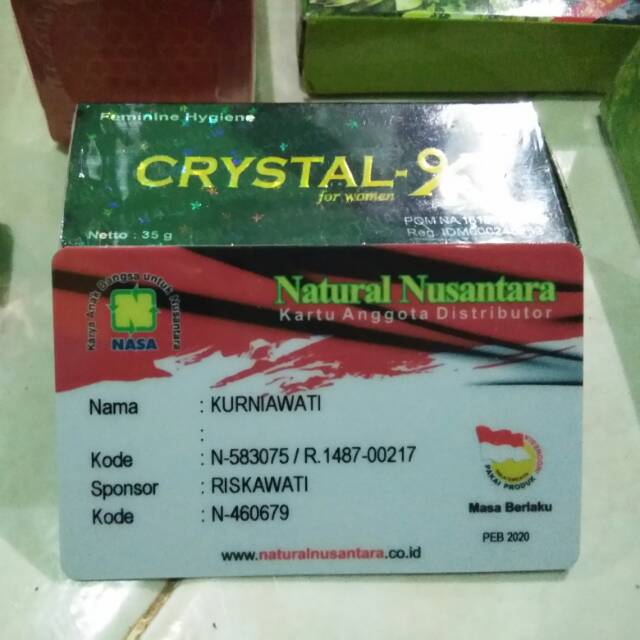 Feminine Hygiene
CRYSTAL-
for women
Netto : 35 g
POM NA
Natural Nusantara
Kartu Anggota Distributor
Karya Anak Bangsa untuk Nusantara
N
NASA
Nama : KURNIAWATI
:
Kode : N-583075 / R.1487-00217
Sponsor : RISKAWATI
Kode : N-460679
PAKAI PRODUK
Masa Berlaku
PEB 2020
www.naturalnusantara.co.id